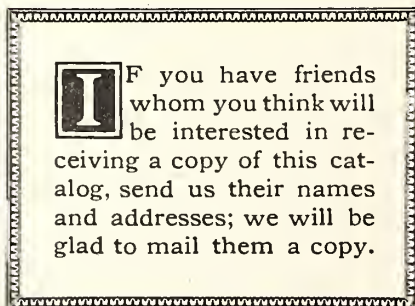 IF you have friends
whom you think will
be interested in re-
ceiving a copy of this cat-
alog, send us their names
and addresses; we will be
glad to mail them a copy.